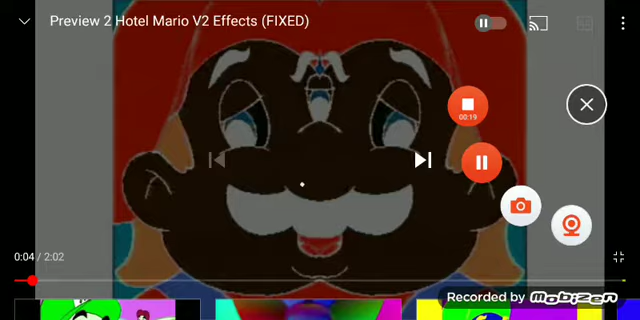 Preview 2 Hotel Mario V2 Effects (FIXED)
00:19
0:04 / 2:02
Recorded by MOBIZEN